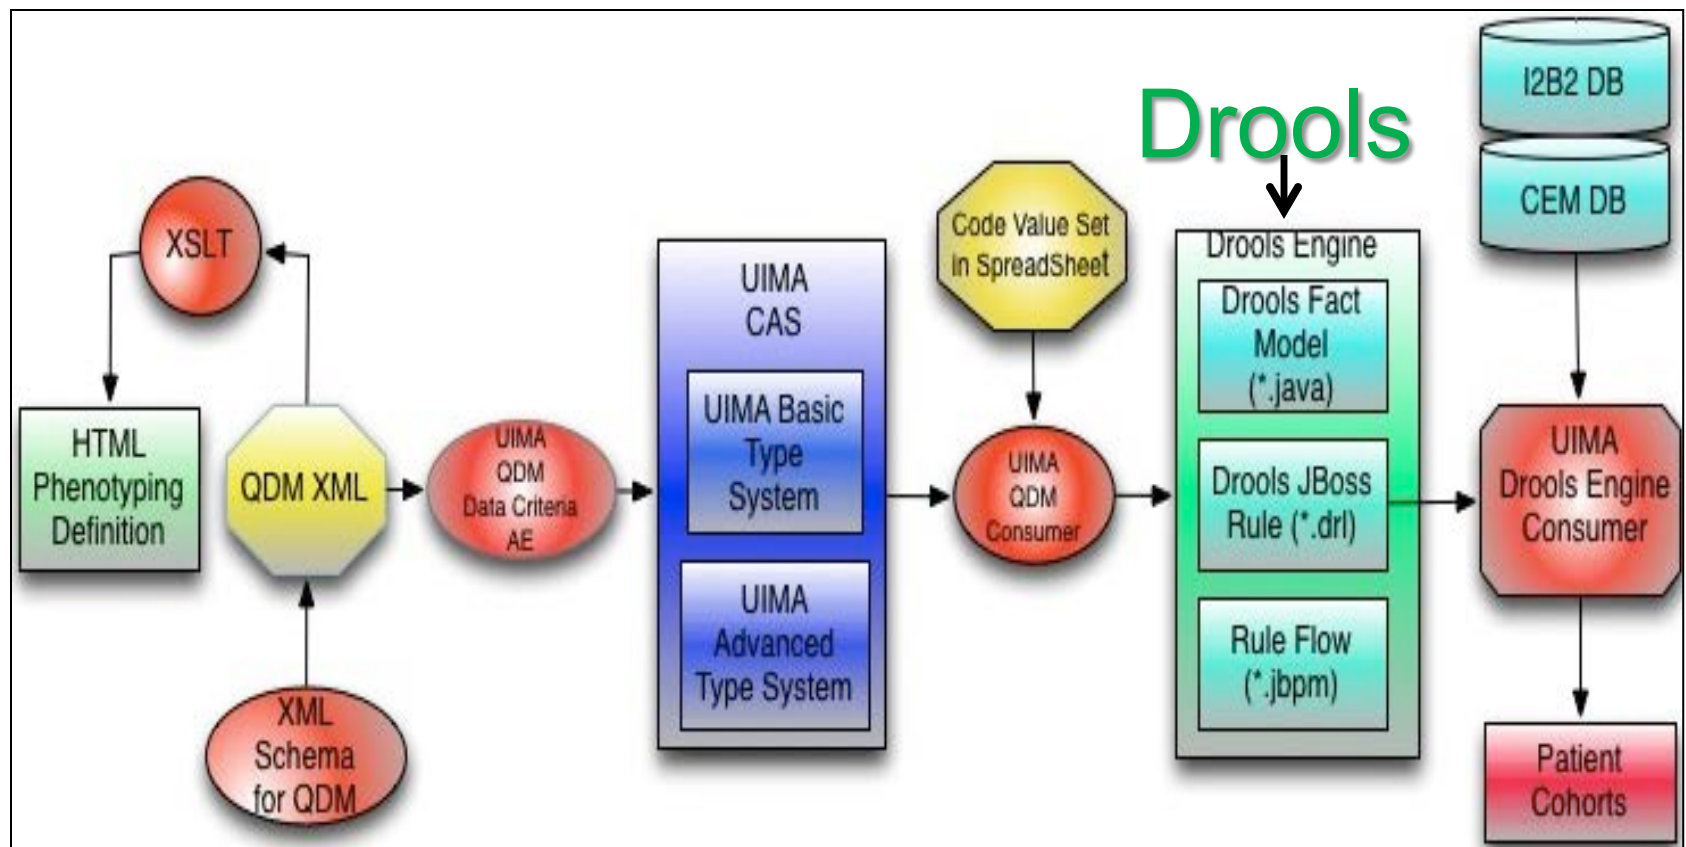 Drools
I2B2 DB
CEM DB
XSLT
HTML
Phenotyping
Definition
QDM XML
XML
Schema
for QDM
UIMA
QDM
Data Criteria
AE
UIMA
CAS
UIMA Basic
Type
System
UIMA
Advanced
Type System
Code Value Set
in SpreadSheet
UIMA
QDM
Consumer
Drools Engine
Drools Fact
Model
(*.java)
Drools JBoss
Rule (*.drl)
Rule Flow
(*.jbpm)
UIMA
Drools Engine
Consumer
Patient
Cohorts